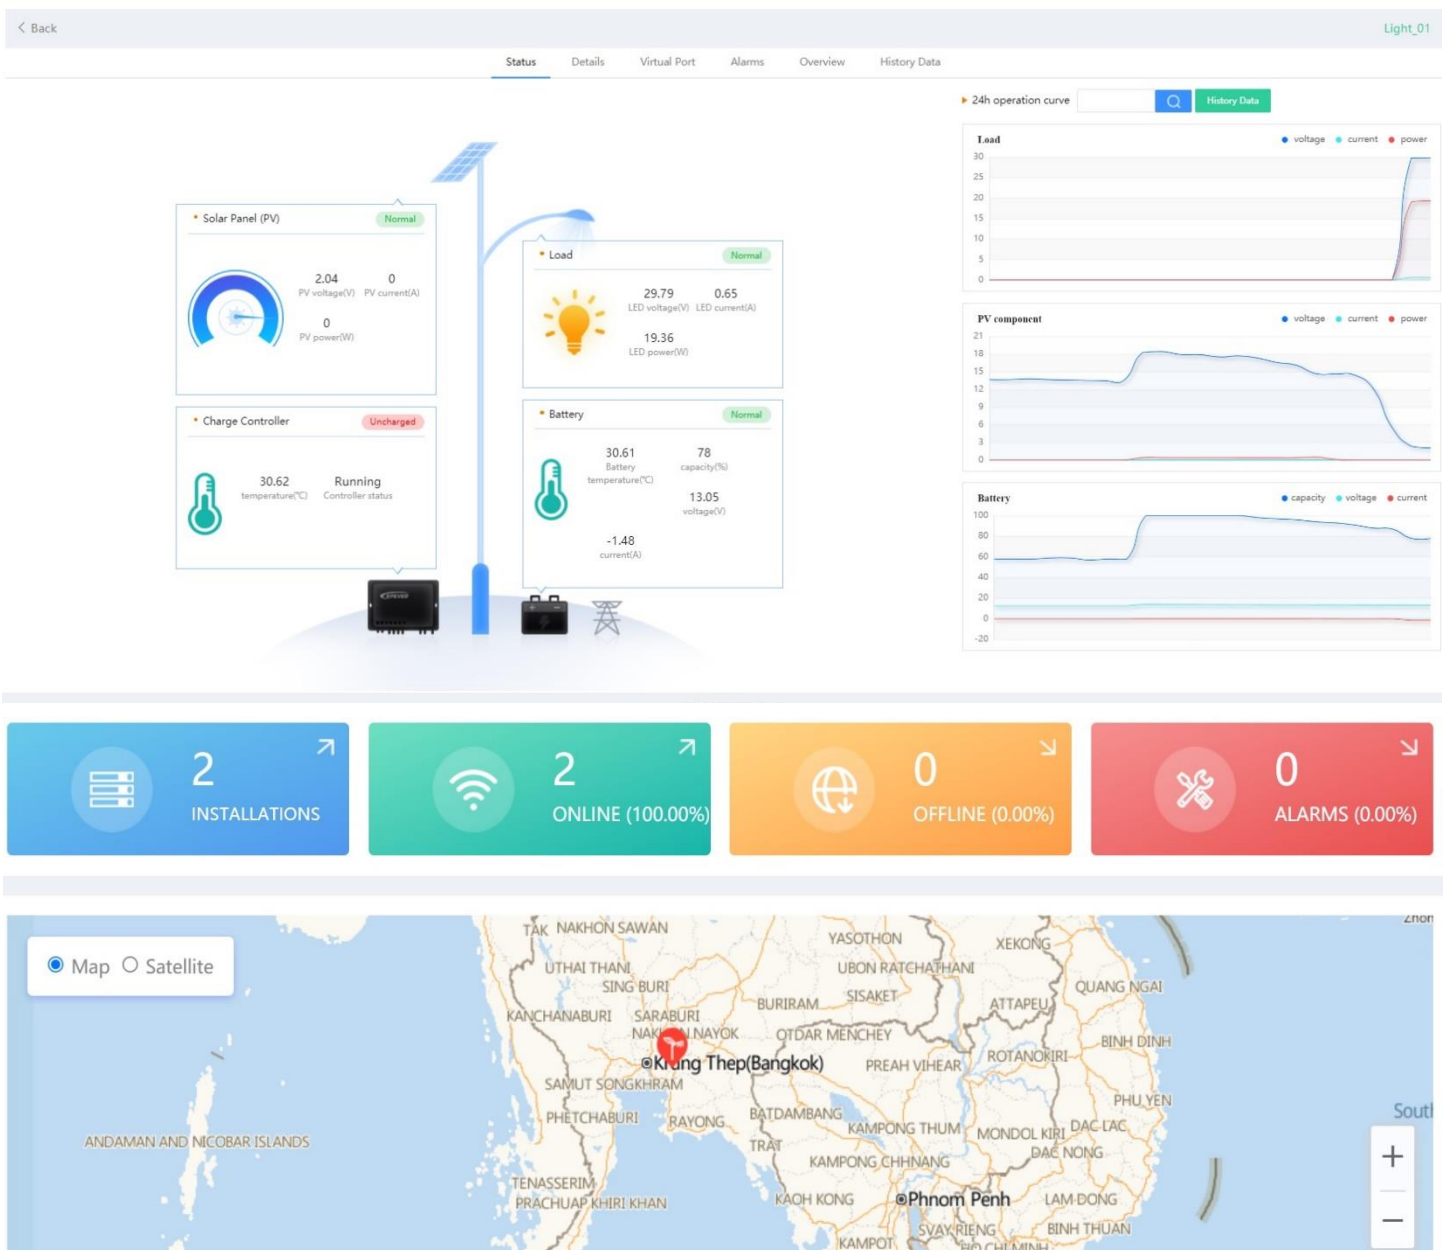 Back
Light_01
Status Details Virtual Port Alarms Overview History Data
24h operation curve
History Data
Solar Panel (PV)
Normal
2.04 0
PV voltage(V) PV current(A)
0
PV power(W)
Load
Normal
29.79 0.65
LED voltage(V) LED current(A)
19.36
LED power(W)
Charge Controller
Uncharged
30.62 Running
temperature(℃) Controller status
Battery
Normal
30.61 78
Battery capacity(%)
temperature(℃)
13.05
voltage(V)
-1.48
current(A)
EPEVER
Load
voltage current power
30
25
20
15
10
5
0
PV component
voltage current power
21
18
15
12
9
6
3
0
Battery
capacity voltage current
100
80
60
40
20
0
-20
2
INSTALLATIONS
2
ONLINE (100.00%)
0
OFFLINE (0.00%)
0
ALARMS (0.00%)
Map Satellite
TAK NAKHON SAWAN
YASOTHON
XEKONG
UTHAI THANI
UBON RATCHATHANI
SING BURI
QUANG NGAI
BURIRAM
SISAKET
ATTAPEU
KANCHANABURI
SARABURI
NAKHON NAYOK
OTDAR MENCHEY
BINH DINH
Krung Thep(Bangkok)
PREAH VIHEAR
ROTANOKIRI
SAMUT SONGKHRAM
PHU YEN
PHETCHABURI
RAYONG
BATDAMBANG
KAMPONG THUM
MONDOL KIRI
DAC LAC
ANDAMAN AND NICOBAR ISLANDS
TRAT
DAC NONG
KAMPONG CHHNANG
TENASSERIM
PRACHUAP KHIRI KHAN
KAOH KONG
Phnom Penh
LAM DONG
SVAY RIENG
BINH THUAN
KAMPOT
HO CHI MINH